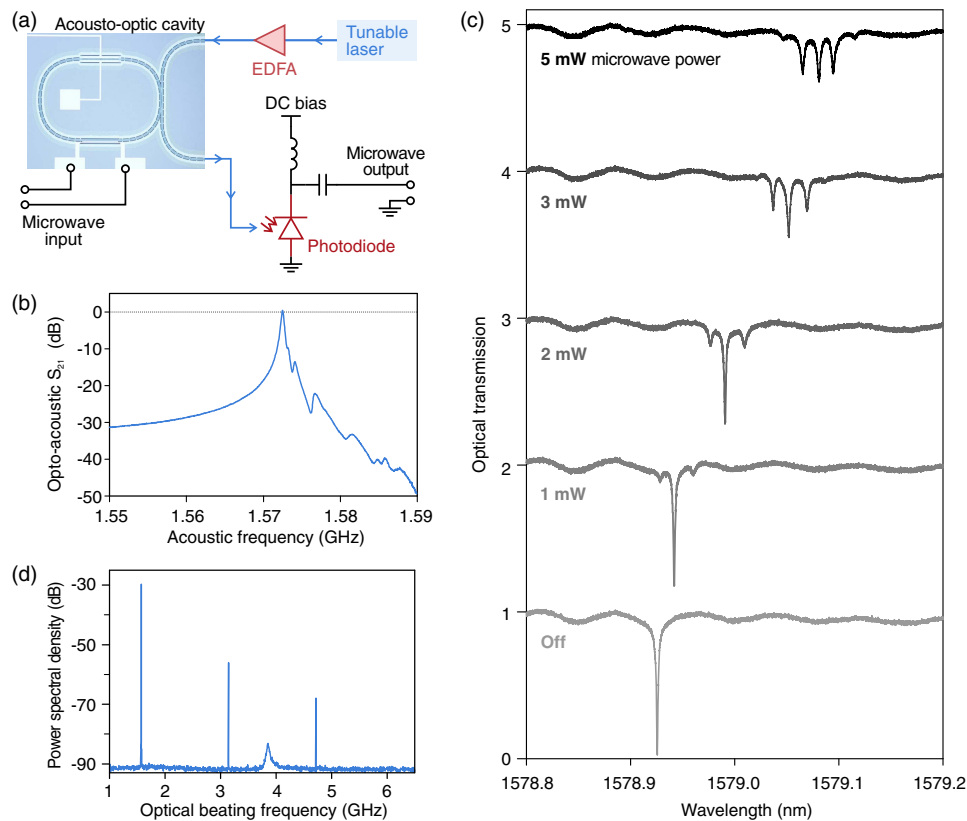 (a)
Acousto-optic cavity
EDFA
Tunable
laser
DC bias
Microwave
output
Microwave
input
Photodiode
(b)
Opto-acoustic S21 (dB)
0
-10
-20
-30
-40
-50
1.55
1.56
1.57
1.58
1.59
Acoustic frequency (GHz)
(d)
Power spectral density (dB)
-30
-50
-70
-90
1
2
3
4
5
6
Optical beating frequency (GHz)
(c)
Optical transmission
5
4
3
2
1
0
5 mW microwave power
3 mW
2 mW
1 mW
Off
1578.8
1578.9
1579.0
1579.1
1579.2
Wavelength (nm)